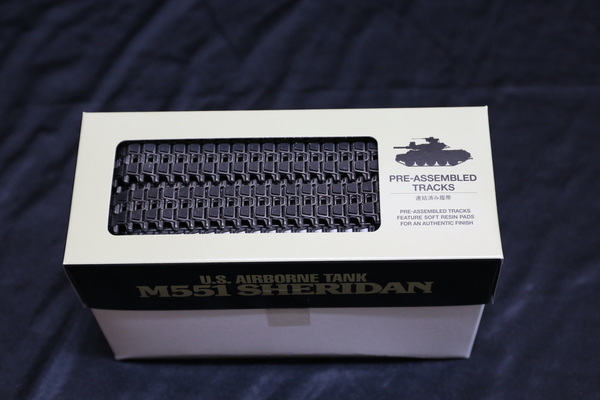 PRE-ASSEMBLED
TRACKS
連結済み履帯
PRE-ASSEMBLED TRACKS
FEATURE SOFT RESIN PADS
FOR AN AUTHENTIC FINISH
U.S. AIRBORNE TANK
M551 SHERIDAN